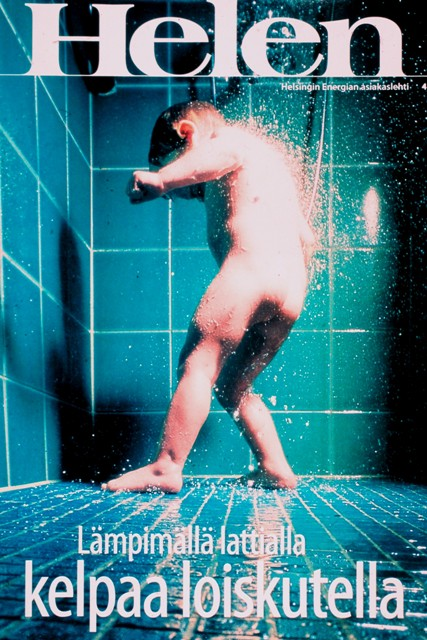 Helen
Helsingin Energian asiakaslehti 4
Lämpimällä lattialla
kelpaa loiskutella